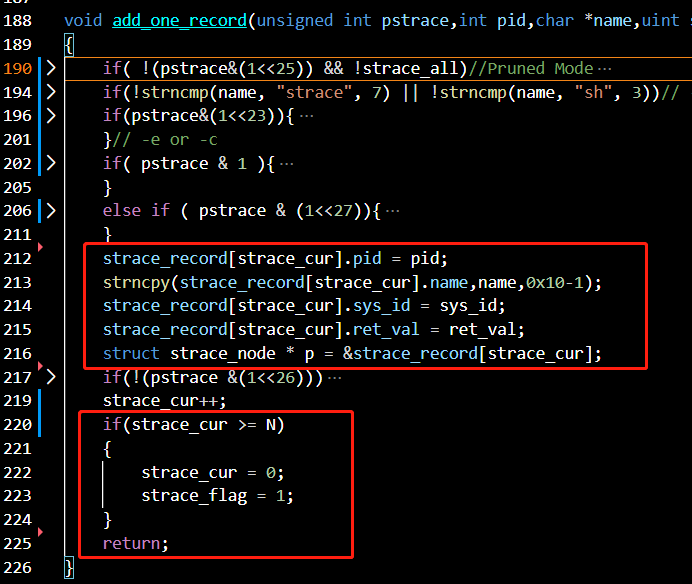 188 void add_one_record(unsigned int pstrace,int pid,char *name,uint
189 {
190 if( !(pstrace&(1<<25)) && !strace_all)//Pruned Mode ···
194 if(!strncmp(name, "strace", 7) || !strncmp(name, "sh", 3))//
196 if(pstrace&(1<<23)){ ···
201 }// -e or -c
202 if( pstrace & 1 ){ ···
205 }
206 else if ( pstrace & (1<<27)){ ···
211 }
212 strace_record[strace_cur].pid = pid;
213 strncpy(strace_record[strace_cur].name,name,0x10-1);
214 strace_record[strace_cur].sys_id = sys_id;
215 strace_record[strace_cur].ret_val = ret_val;
216 struct strace_node * p = &strace_record[strace_cur];
217 if(!(pstrace &(1<<26))) ···
219 strace_cur++;
220 if(strace_cur >= N)
221 {
222 strace_cur = 0;
223 strace_flag = 1;
224 }
225 return;
226 }